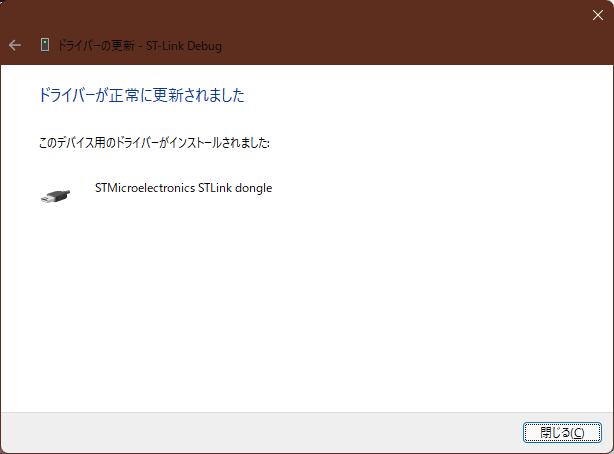 ドライバーの更新 - ST-Link Debug
ドライバーが正常に更新されました
このデバイス用のドライバーがインストールされました:
STMicroelectronics STLink dongle
閉じる(C)